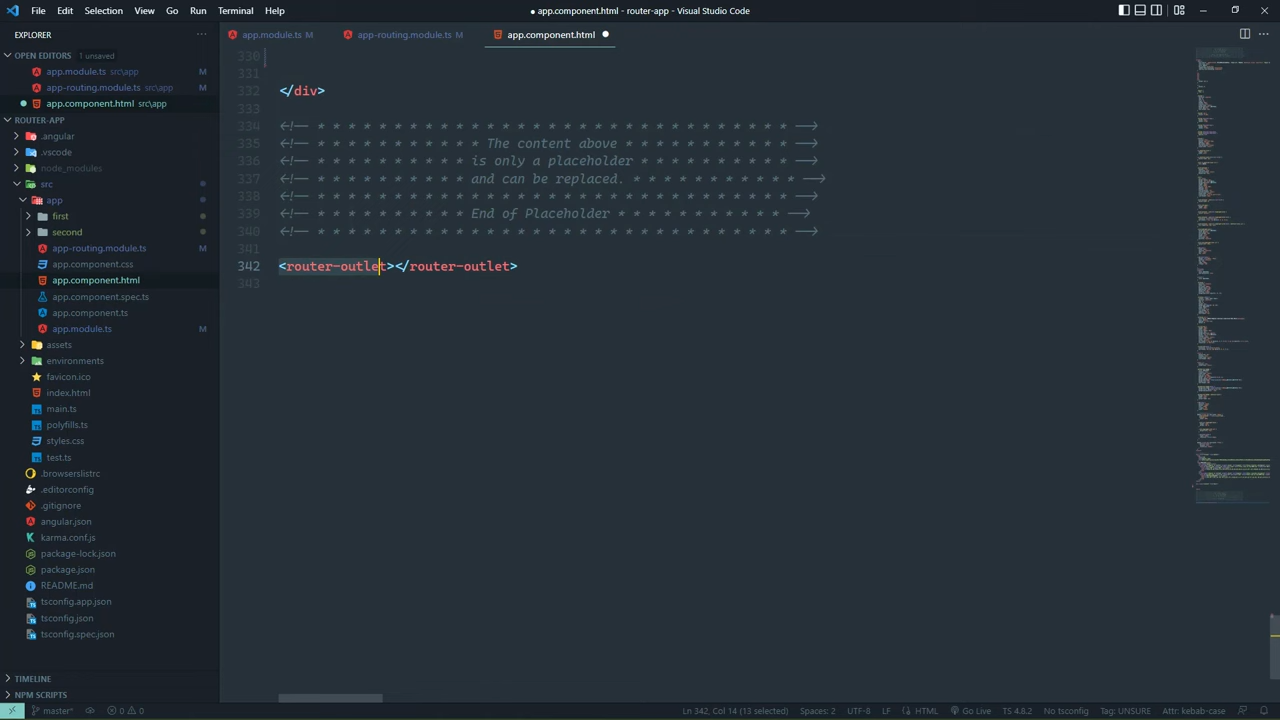 File Edit Selection View Go Run Terminal Help
● app.component.html - router-app - Visual Studio Code
EXPLORER ···
app.module.ts M
app-routing.module.ts M
app.component.html ●
OPEN EDITORS 1 unsaved
app.module.ts src\app M
app-routing.module.ts src\app M
● app.component.html src\app
ROUTER-APP
.angular
.vscode
node_modules
src
app
first
second
app-routing.module.ts M
app.component.css
app.component.html
app.component.spec.ts
app.component.ts
app.module.ts M
assets
environments
favicon.ico
index.html
main.ts
polyfills.ts
styles.css
test.ts
.browserslistrc
.editorconfig
.gitignore
angular.json
karma.conf.js
package-lock.json
package.json
README.md
tsconfig.app.json
tsconfig.json
tsconfig.spec.json
TIMELINE
NPM SCRIPTS
330
331
332 </div>
333
334 <!-- * * * * * * * * * * * * * * * * * * * * * * * * * * * * * * * -->
335 <!-- * * * * * * * * * * * The content above * * * * * * * * * * * -->
336 <!-- * * * * * * * * * * is only a placeholder * * * * * * * * * * -->
337 <!-- * * * * * * * * * * and can be replaced. * * * * * * * * * * * -->
338 <!-- * * * * * * * * * * * * * * * * * * * * * * * * * * * * * * * -->
339 <!-- * * * * * * * * * * End of Placeholder * * * * * * * * * * * -->
340 <!-- * * * * * * * * * * * * * * * * * * * * * * * * * * * * * * * -->
341
342 <router-outlet></router-outlet>
343
master* 0 0 Ln 342, Col 14 (13 selected) Spaces: 2 UTF-8 LF HTML Go Live TS 4.8.2 No tsconfig Tag: UNSURE Attr: kebab-case